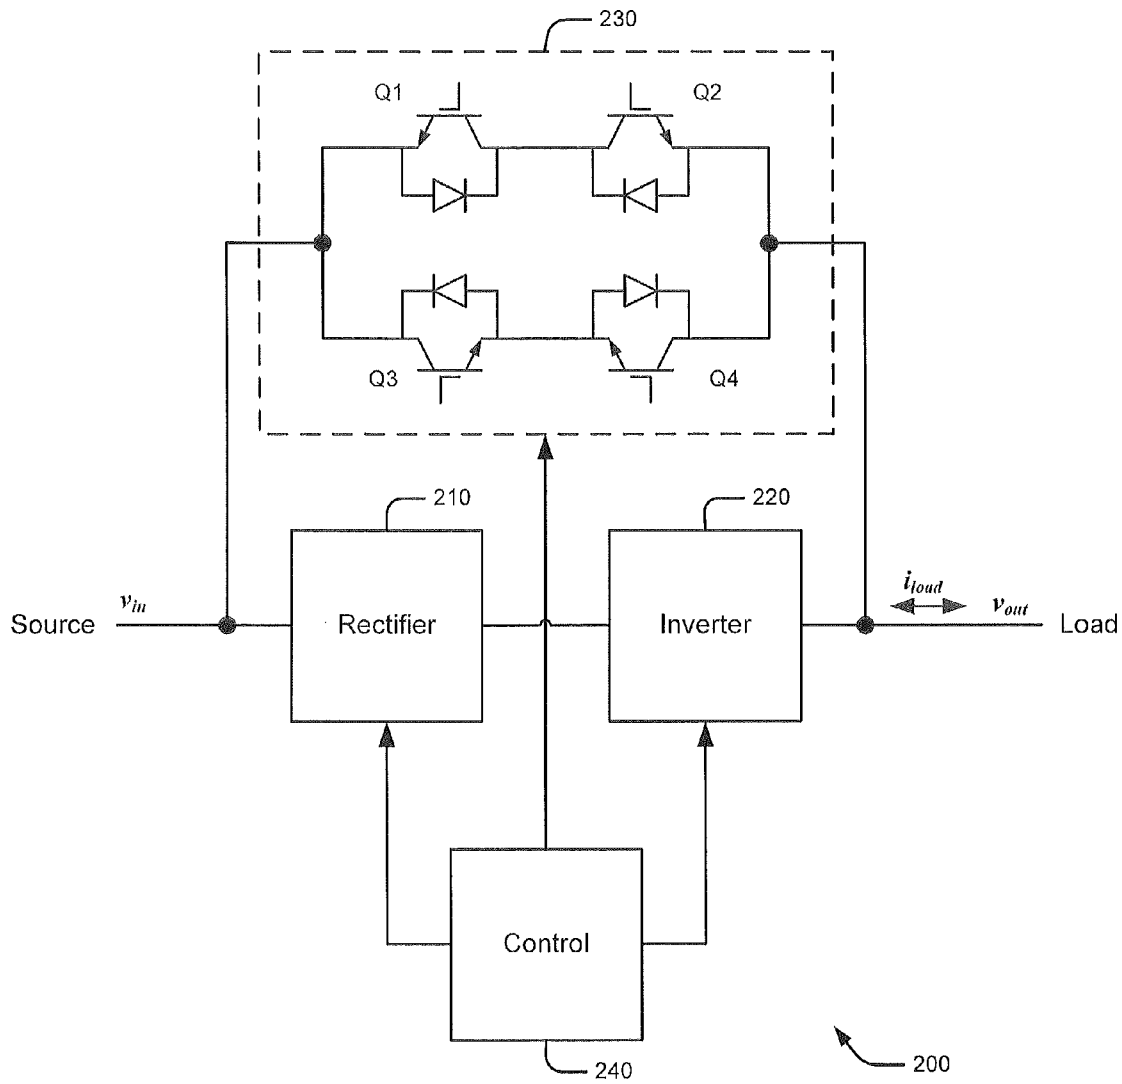 230
Q1
Q2
Q3
Q4
210
220
v_in
i_load
v_out
Source
Rectifier
Inverter
Load
Control
240
200